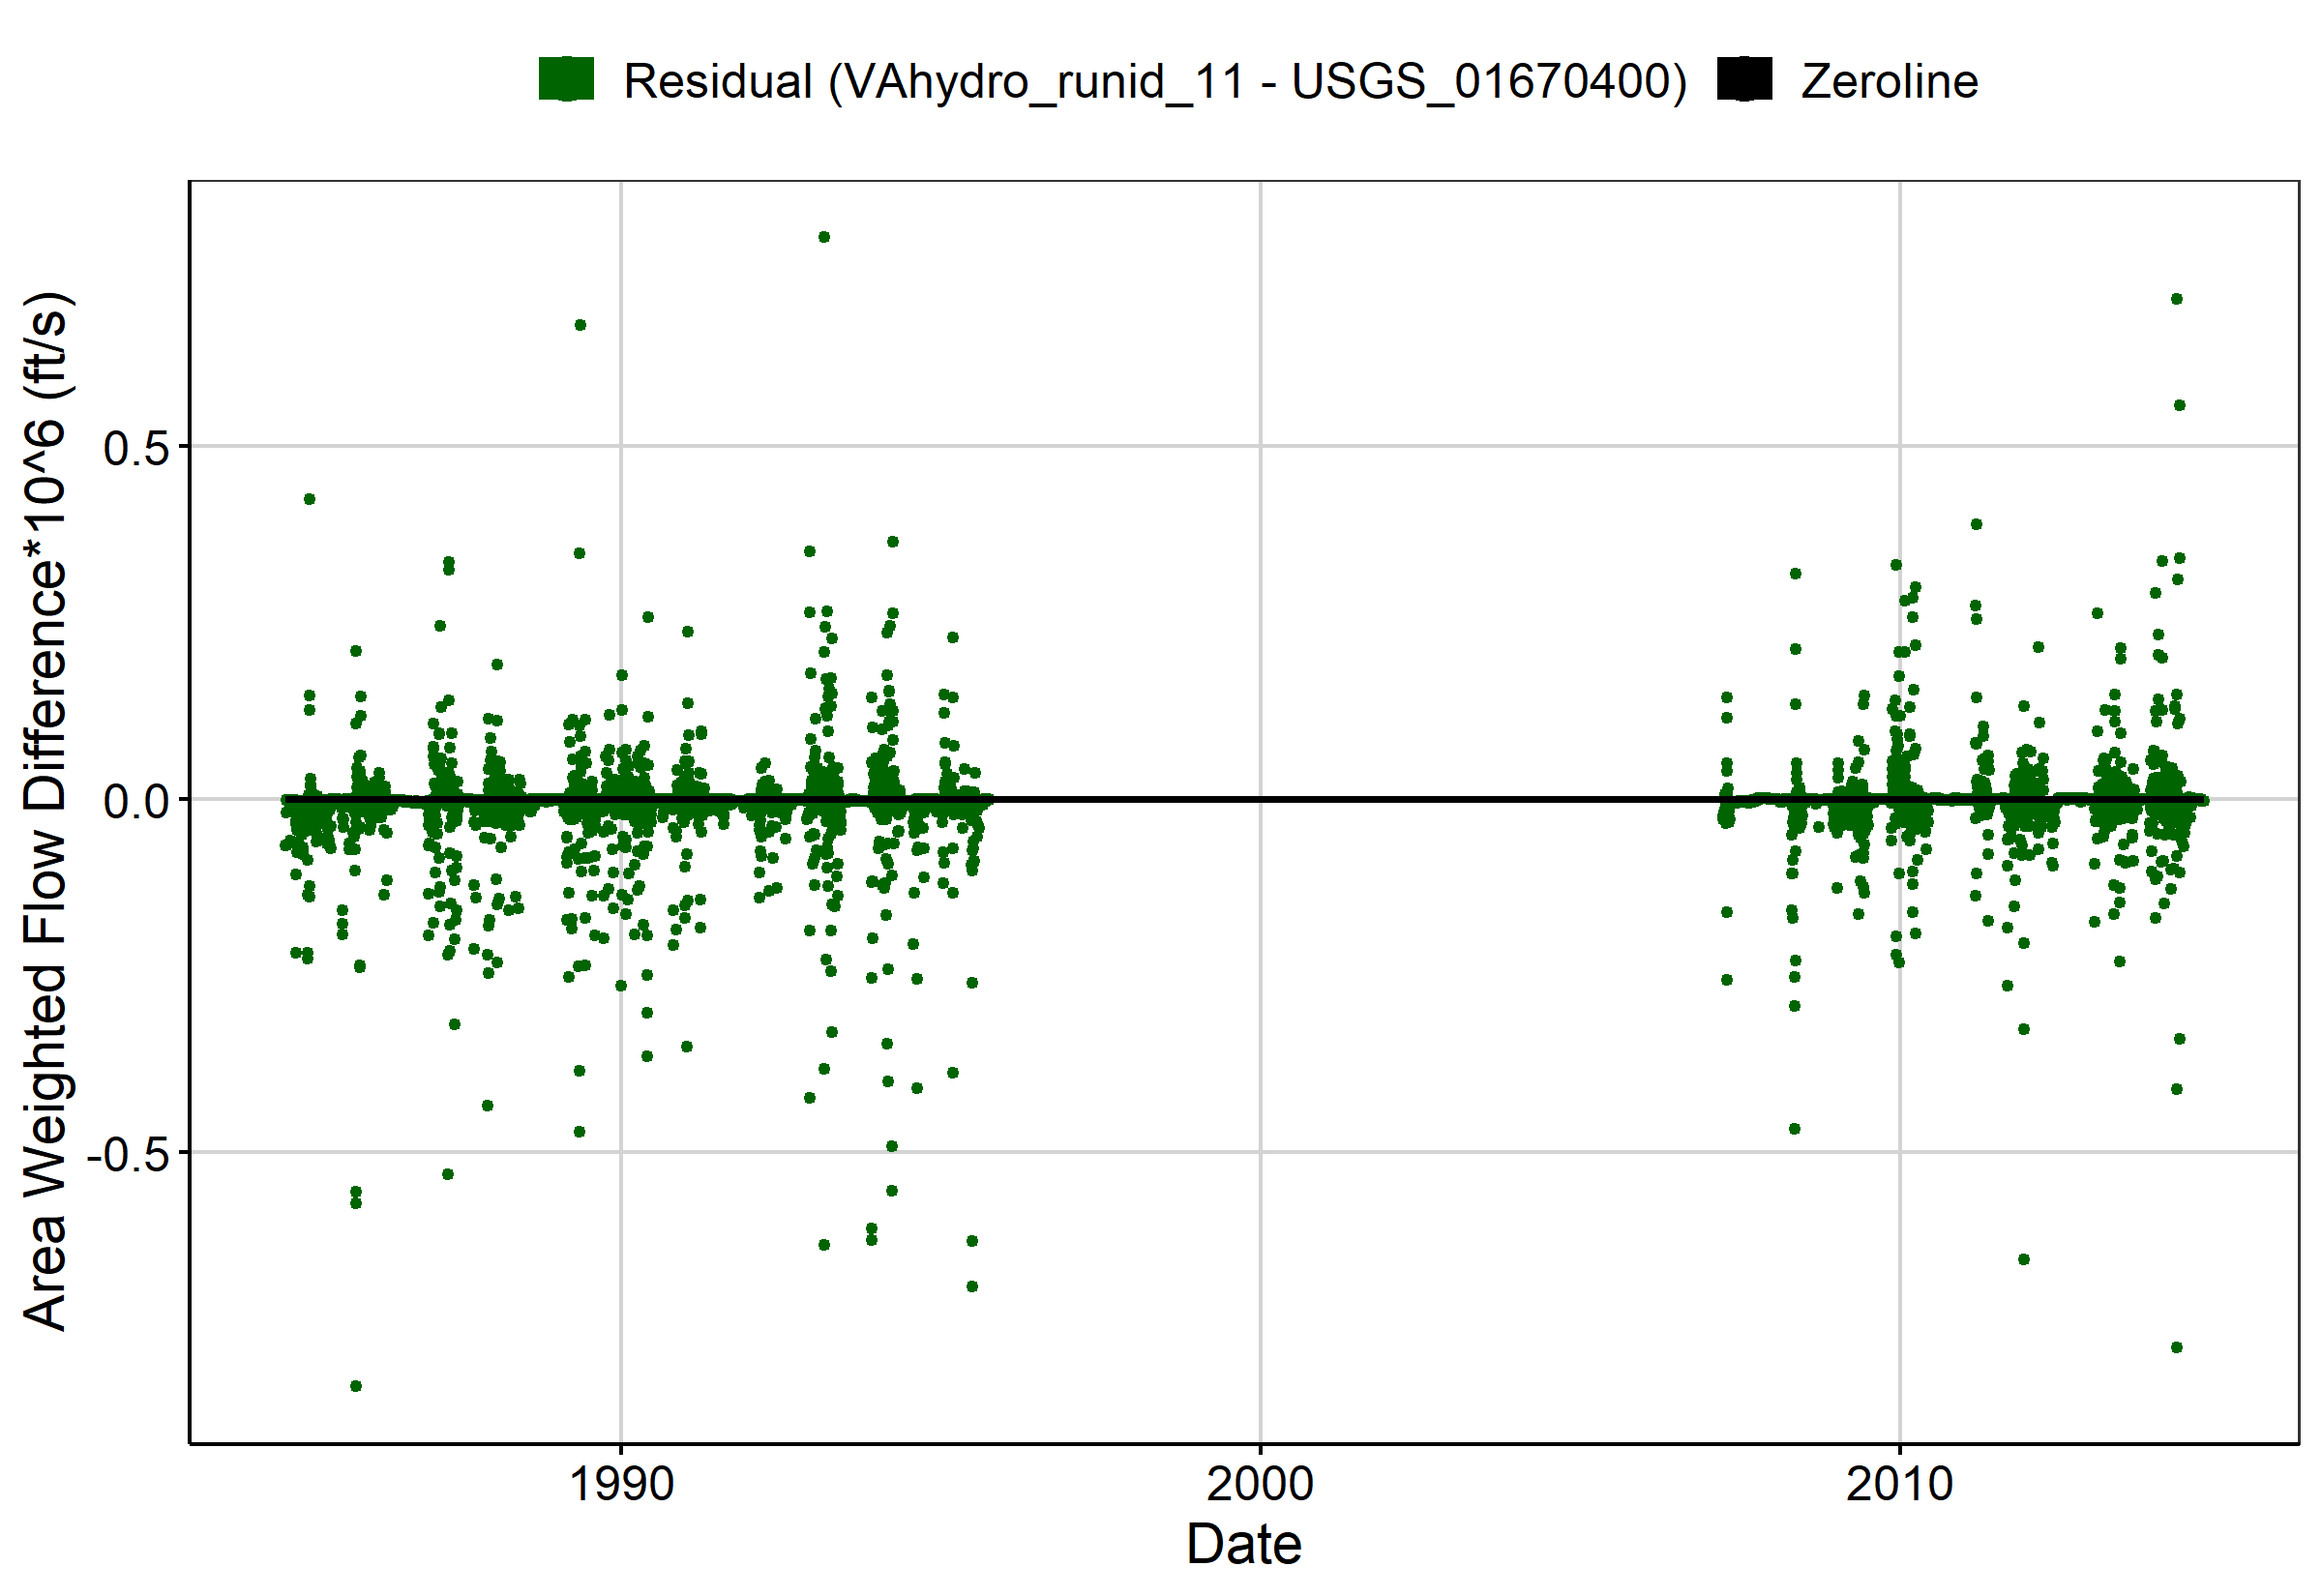 Residual (VAhydro_runid_11 - USGS_01670400) Zeroline
Area Weighted Flow Difference*10^6 (ft/s)
0.5
0.0
-0.5
1990 2000 2010
Date